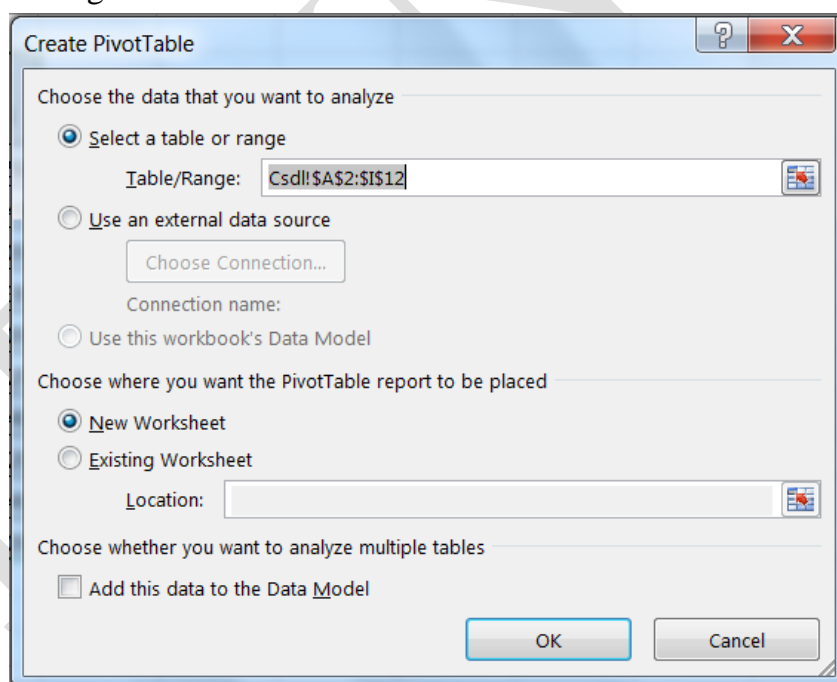 Create PivotTable
Choose the data that you want to analyze
Select a table or range
Table/Range: Csdl!$A$2:$I$12
Use an external data source
Choose Connection...
Connection name:
Use this workbook's Data Model
Choose where you want the PivotTable report to be placed
New Worksheet
Existing Worksheet
Location:
Choose whether you want to analyze multiple tables
Add this data to the Data Model
OK Cancel